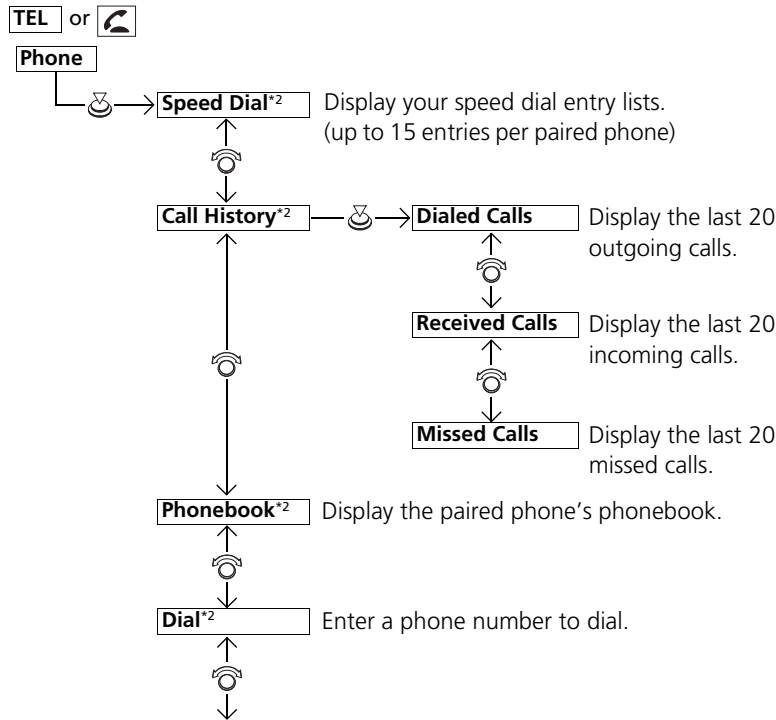 TEL or
Phone
Speed Dial*2 Display your speed dial entry lists.
(up to 15 entries per paired phone)
Call History*2 Dialed Calls Display the last 20
outgoing calls.
Received Calls Display the last 20
incoming calls.
Missed Calls Display the last 20
missed calls.
Phonebook*2 Display the paired phone's phonebook.
Dial*2 Enter a phone number to dial.